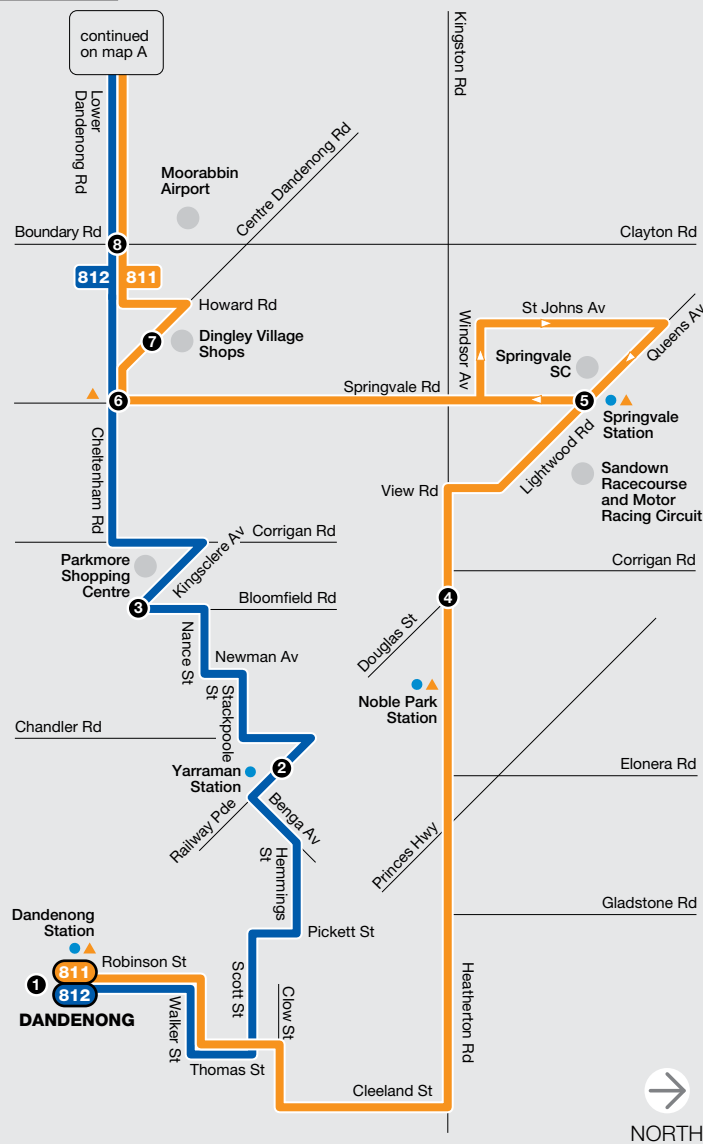 continued
on map A
Kingston Rd
Lower
Dandenong Rd
Centre Dandenong Rd
Moorabbin
Airport
Boundary Rd
8
Clayton Rd
812
811
Howard Rd
7
Dingley Village
Shops
St Johns Av
Windsor Av
Queens Av
Springvale
SC
Springvale Rd
6
5
Springvale
Station
Lightwood Rd
Cheltenham Rd
Sandown
Racecourse
and Motor
Racing Circuit
View Rd
Corrigan Rd
Kingsclere Av
Parkmore
Shopping
Centre
Corrigan Rd
3
Bloomfield Rd
4
Douglas St
Nance St
Newman Av
Stackpoole
St
Noble Park
Station
Chandler Rd
2
Yarraman
Station
Elonera Rd
Railway Pde
Benga Av
Princes Hwy
Hemmings
St
Gladstone Rd
Dandenong
Station
Pickett St
Robinson St
811
1
812
DANDENONG
Walker St
Scott St
Clow St
Heatherton Rd
Thomas St
Cleeland St
NORTH